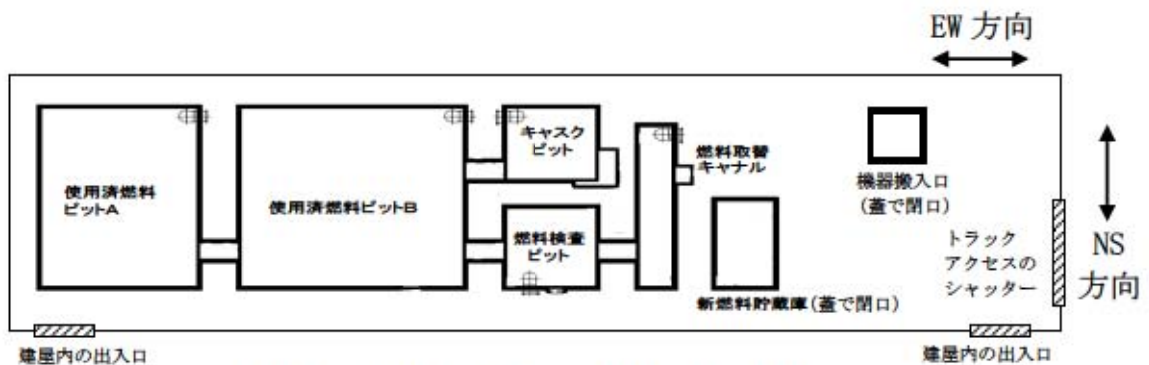 EW 方向
キャスク
ピット
燃料取替
キャナル
使用済燃料
ピットA
使用済燃料ピットB
機器搬入口
(蓋で閉口)
燃料検査
ピット
トラック
アクセスの
シャッター
NS
方向
新燃料貯蔵庫(蓋で閉口)
建屋内の出入口
建屋内の出入口